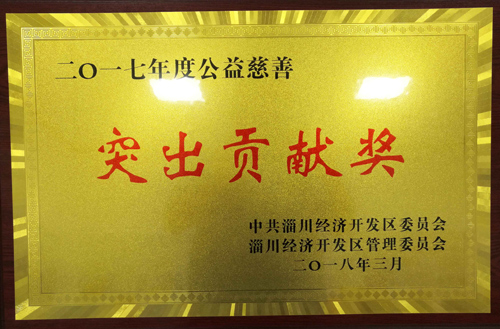 二〇一七年度公益慈善
突出贡献奖
中共淄川经济开发区委员会
淄川经济开发区管理委员会
二〇一八年三月